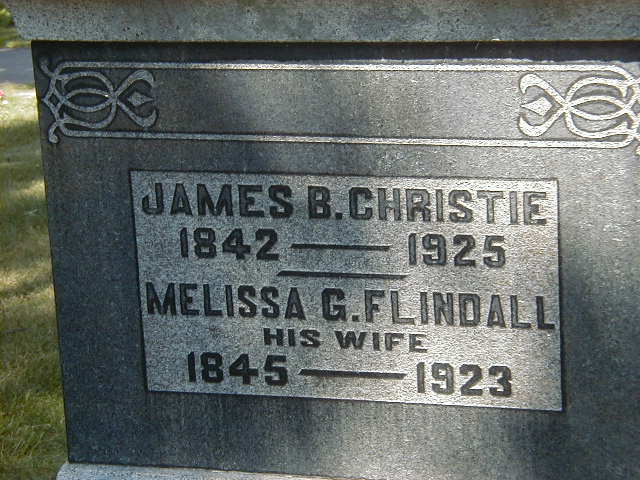 JAMES B. CHRISTIE
1842 — 1925
MELISSA G. FLINDALL
HIS WIFE
1845 — 1923